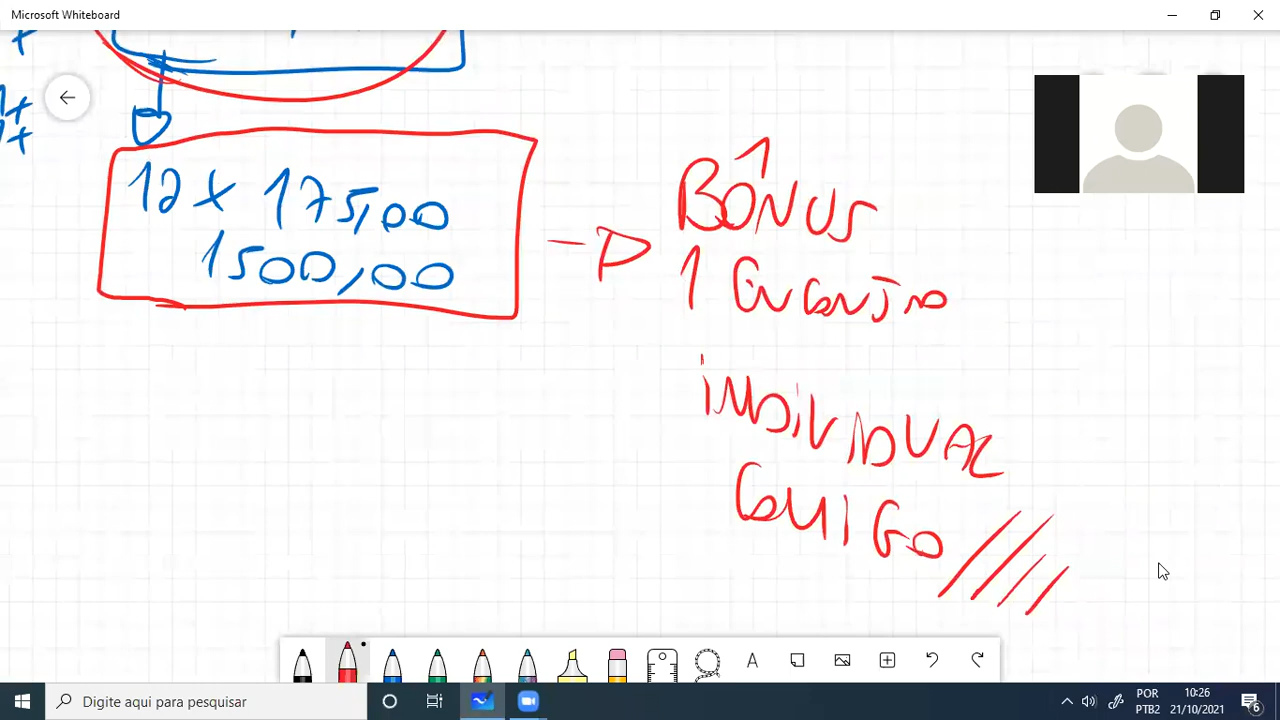 Microsoft Whiteboard
12 x 175,00
1500,00
BÔNUS
1 Encontro
iNDiVIDUAL
COMIGO
A
Digite aqui para pesquisar
POR
PTB2
10:26
21/10/2021
6